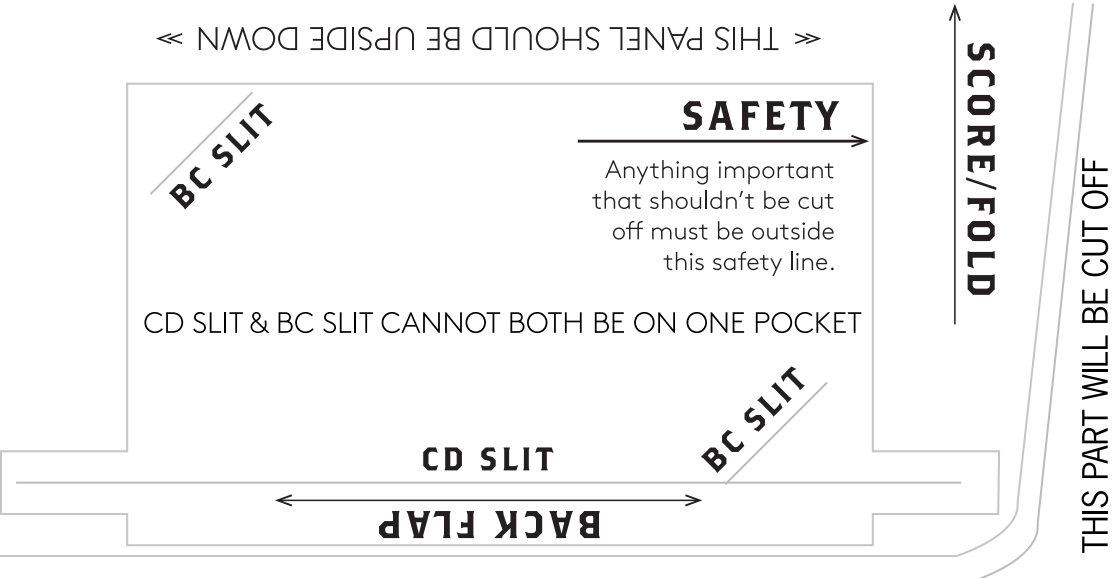 « THIS PANEL SHOULD BE UPSIDE DOWN »
BC SLIT
SAFETY
Anything important
that shouldn't be cut
off must be outside
this safety line.
SCORE/FOLD
THIS PART WILL BE CUT OFF
CD SLIT & BC SLIT CANNOT BOTH BE ON ONE POCKET
BC SLIT
CD SLIT
BACK FLAP